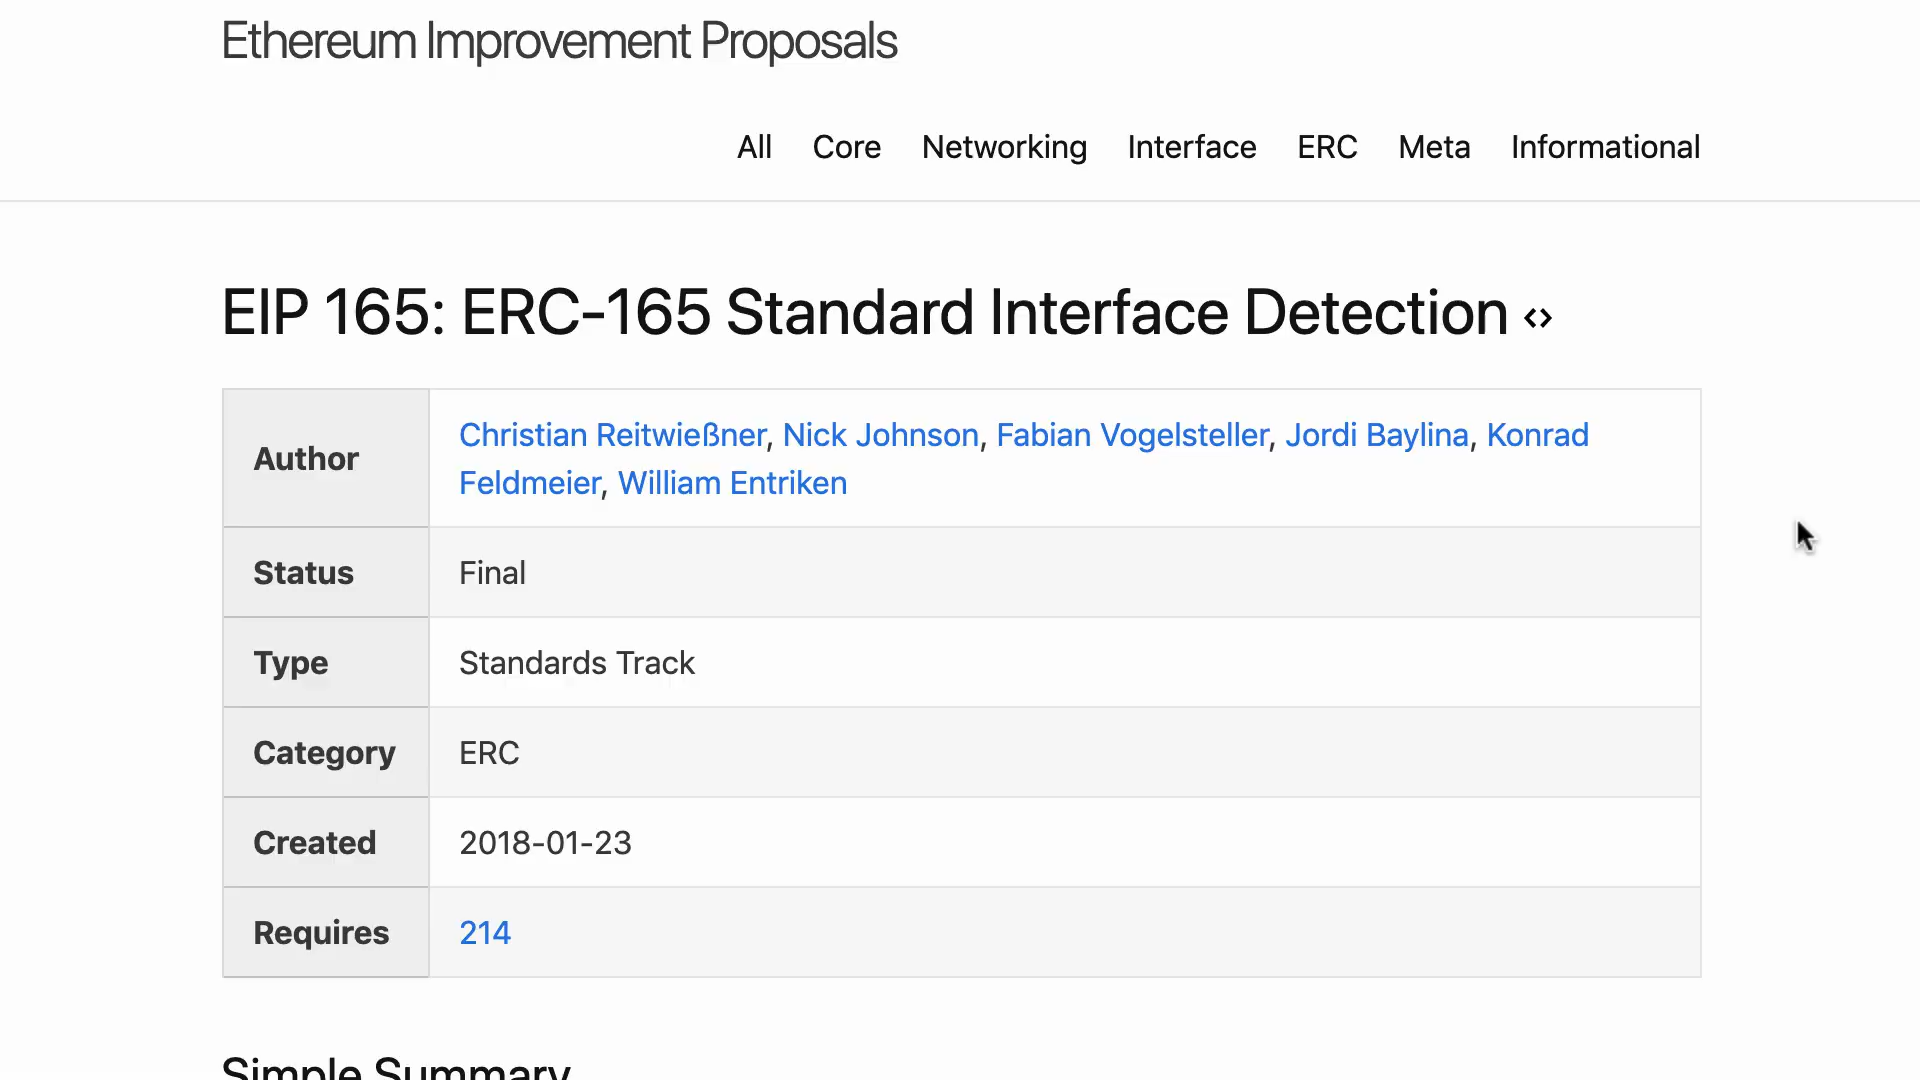 Ethereum Improvement Proposals
All Core Networking Interface ERC Meta Informational
EIP 165: ERC-165 Standard Interface Detection <>
Author
Christian Reitwießner, Nick Johnson, Fabian Vogelsteller, Jordi Baylina, Konrad
Feldmeier, William Entriken
Status Final
Type Standards Track
Category ERC
Created 2018-01-23
Requires 214
Simple Summary